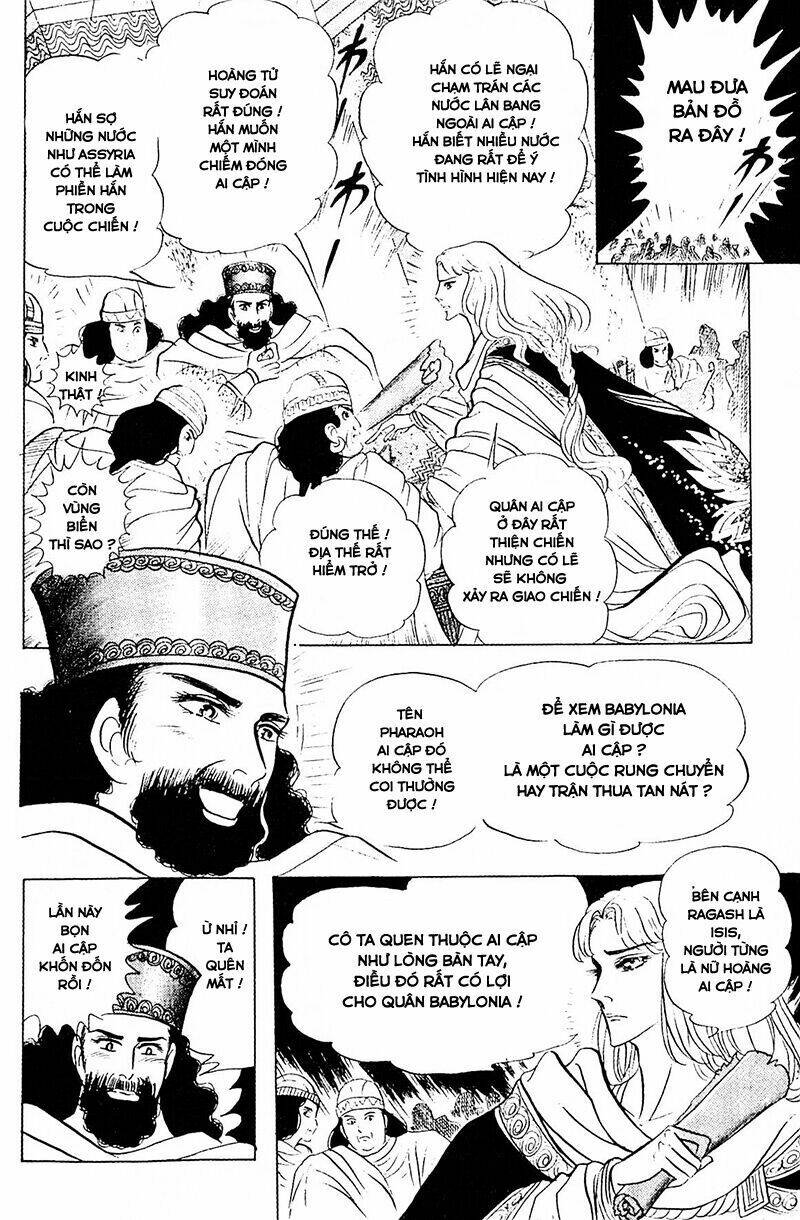 MAU ĐƯA
BẢN ĐỒ
RA ĐÂY !
HẮN CÓ LẼ NGẠI
CHẠM TRÁN CÁC
NƯỚC LÂN BANG
NGOÀI AI CẬP !
HẮN BIẾT NHIỀU NƯỚC
ĐANG RẤT ĐỂ Ý
TÌNH HÌNH HIỆN NAY !
HOÀNG TỬ
SUY ĐOÁN
RẤT ĐÚNG !
HẮN MUỐN
MỘT MÌNH
CHIẾM ĐÓNG
AI CẬP !
HẮN SỢ
NHỮNG NƯỚC
NHƯ ASSYRIA
CÓ THỂ LÀM
PHIỀN HẮN
TRONG
CUỘC CHIẾN !
KINH
THẬT !
CÒN
VÙNG
BIỂN
THÌ SAO ?
ĐÚNG THẾ !
ĐỊA THẾ RẤT
HIỂM TRỞ !
QUÂN AI CẬP
Ở ĐÂY RẤT
THIỆN CHIẾN
NHƯNG CÓ LẼ
SẼ KHÔNG
XẢY RA GIAO CHIẾN !
TÊN
PHARAOH
AI CẬP ĐÓ
KHÔNG THỂ
COI THƯỜNG
ĐƯỢC !
ĐỂ XEM BABYLONIA
LÀM GÌ ĐƯỢC
AI CẬP ?
LÀ MỘT CUỘC RUNG CHUYỂN
HAY TRẬN THUA TAN NÁT ?
BÊN CẠNH
RAGASH LÀ
ISIS,
NGƯỜI TỪNG
LÀ NỮ HOÀNG
AI CẬP !
CÔ TA QUEN THUỘC AI CẬP
NHƯ LÒNG BÀN TAY,
ĐIỀU ĐÓ RẤT CÓ LỢI
CHO QUÂN BABYLONIA !
Ừ NHỈ !
TA
QUÊN
MẤT !
LẦN NÀY
BỌN
AI CẬP
KHỐN ĐỐN
RỒI !